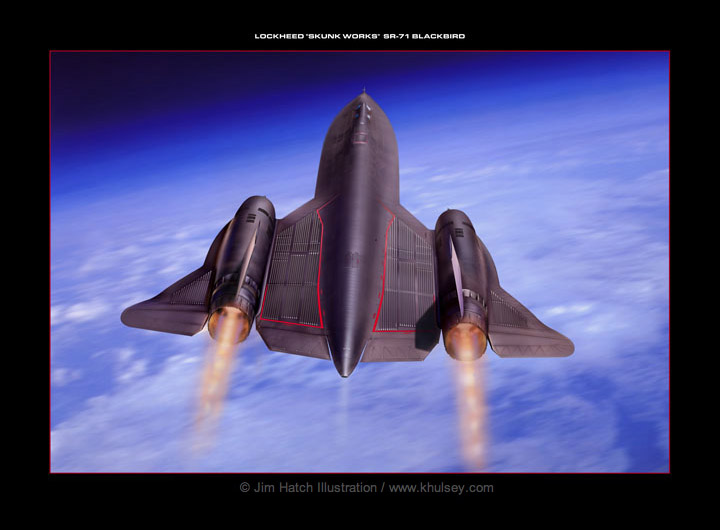 LOCKHEED "SKUNK WORKS" SR-71 BLACKBIRD
© Jim Hatch Illustration / www.khulsey.com